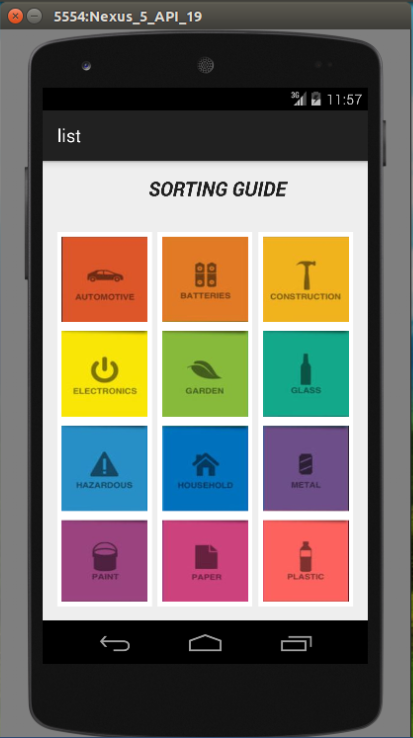 5554:Nexus_5_API_19
3G 11:57
list
SORTING GUIDE
AUTOMOTIVE BATTERIES CONSTRUCTION
ELECTRONICS GARDEN GLASS
HAZARDOUS HOUSEHOLD METAL
PAINT PAPER PLASTIC